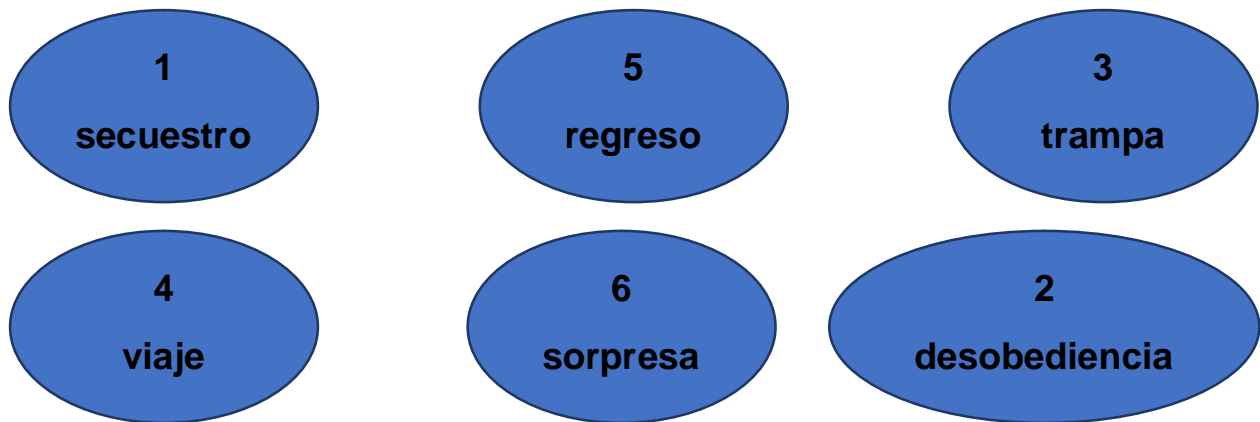 1
secuestro
5
regreso
3
trampa
4
viaje
6
sorpresa
2
desobediencia